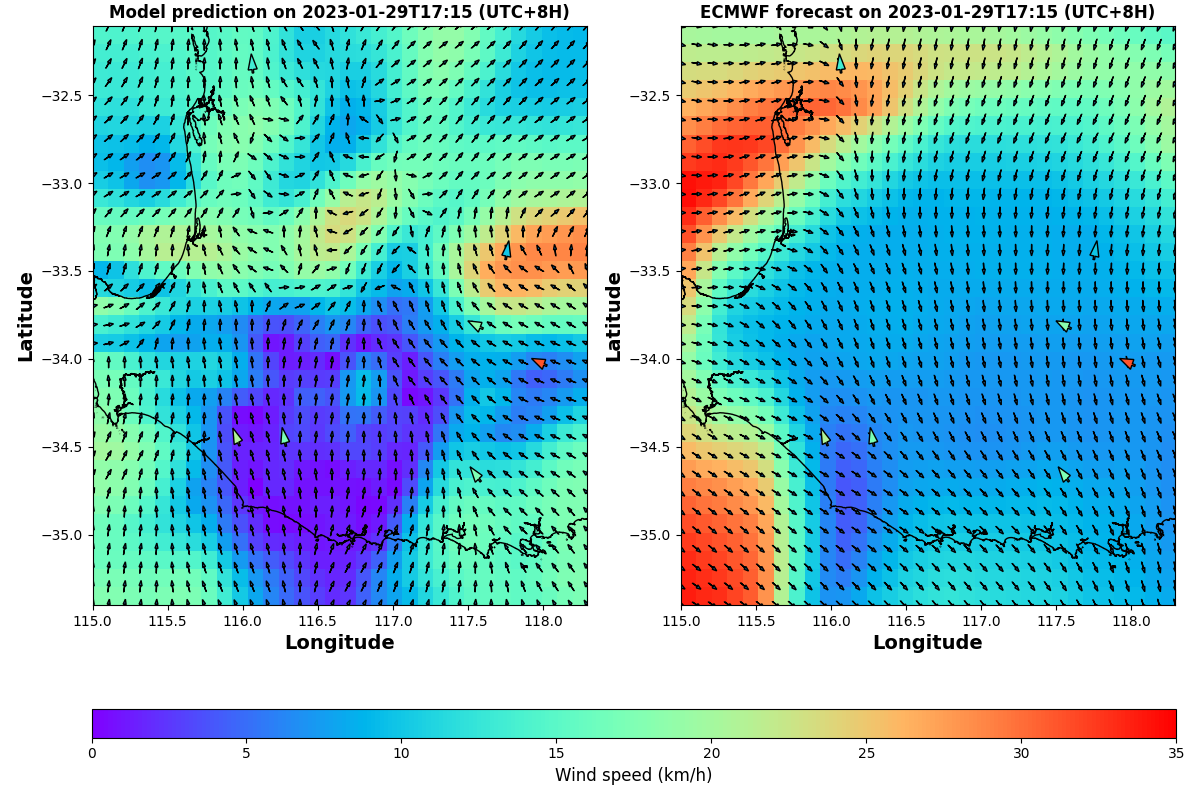 Model prediction on 2023-01-29T17:15 (UTC+8H)
ECMWF forecast on 2023-01-29T17:15 (UTC+8H)
Latitude
−32.5
−33.0
−33.5
−34.0
−34.5
−35.0
115.0 115.5 116.0 116.5 117.0 117.5 118.0
Longitude
Latitude
−32.5
−33.0
−33.5
−34.0
−34.5
−35.0
115.0 115.5 116.0 116.5 117.0 117.5 118.0
Longitude
0 5 10 15 20 25 30 35
Wind speed (km/h)